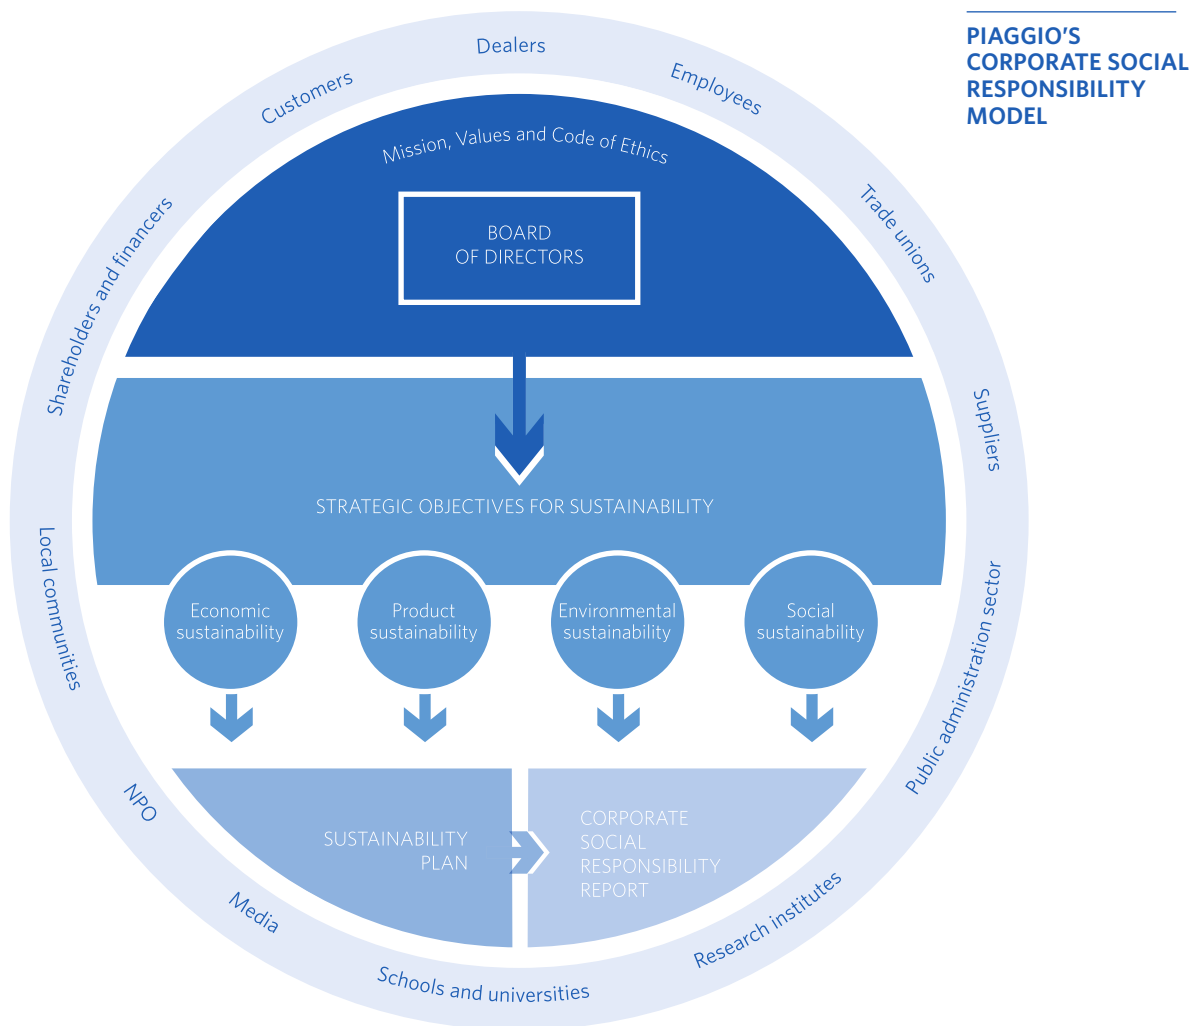 PIAGGIO'S
CORPORATE SOCIAL
RESPONSIBILITY
MODEL
Dealers
Employees
Trade unions
Suppliers
Public administration sector
Research institutes
Schools and universities
Media
NPO
Local communities
Shareholders and financers
Customers
Mission, Values and Code of Ethics
BOARD
OF DIRECTORS
STRATEGIC OBJECTIVES FOR SUSTAINABILITY
Economic
sustainability
Product
sustainability
Environmental
sustainability
Social
sustainability
SUSTAINABILITY
PLAN
CORPORATE
SOCIAL
RESPONSIBILITY
REPORT